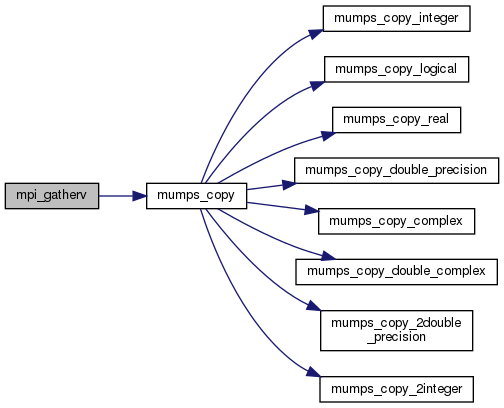 mpi_gatherv
mumps_copy
mumps_copy_integer
mumps_copy_logical
mumps_copy_real
mumps_copy_double_precision
mumps_copy_complex
mumps_copy_double_complex
mumps_copy_2double
_precision
mumps_copy_2integer